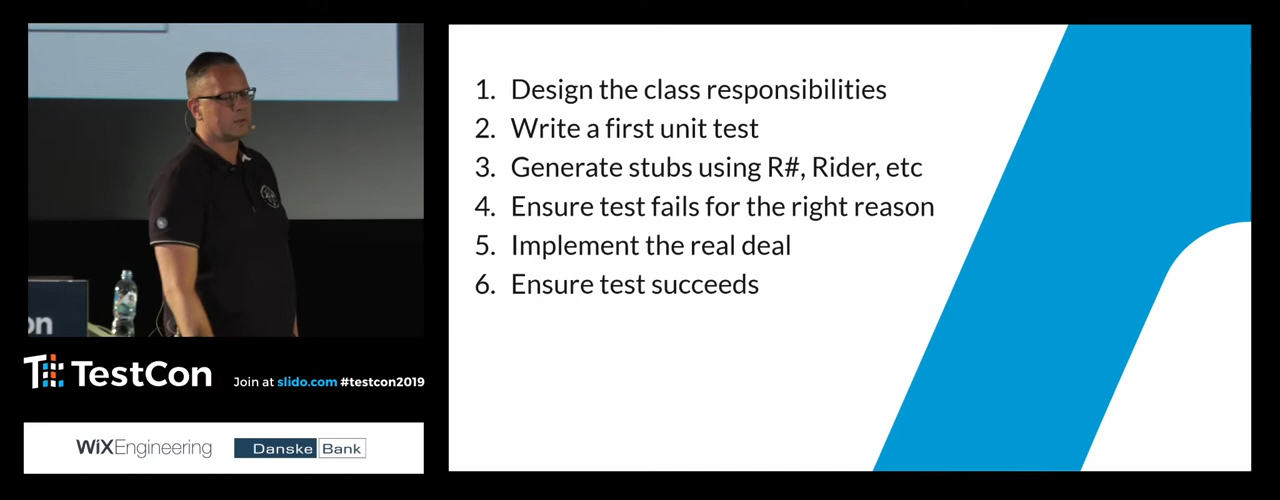 on
TestCon
Join at slido.com #testcon2019
WiXEngineering
Danske Bank
1. Design the class responsibilities
2. Write a first unit test
3. Generate stubs using R#, Rider, etc
4. Ensure test fails for the right reason
5. Implement the real deal
6. Ensure test succeeds